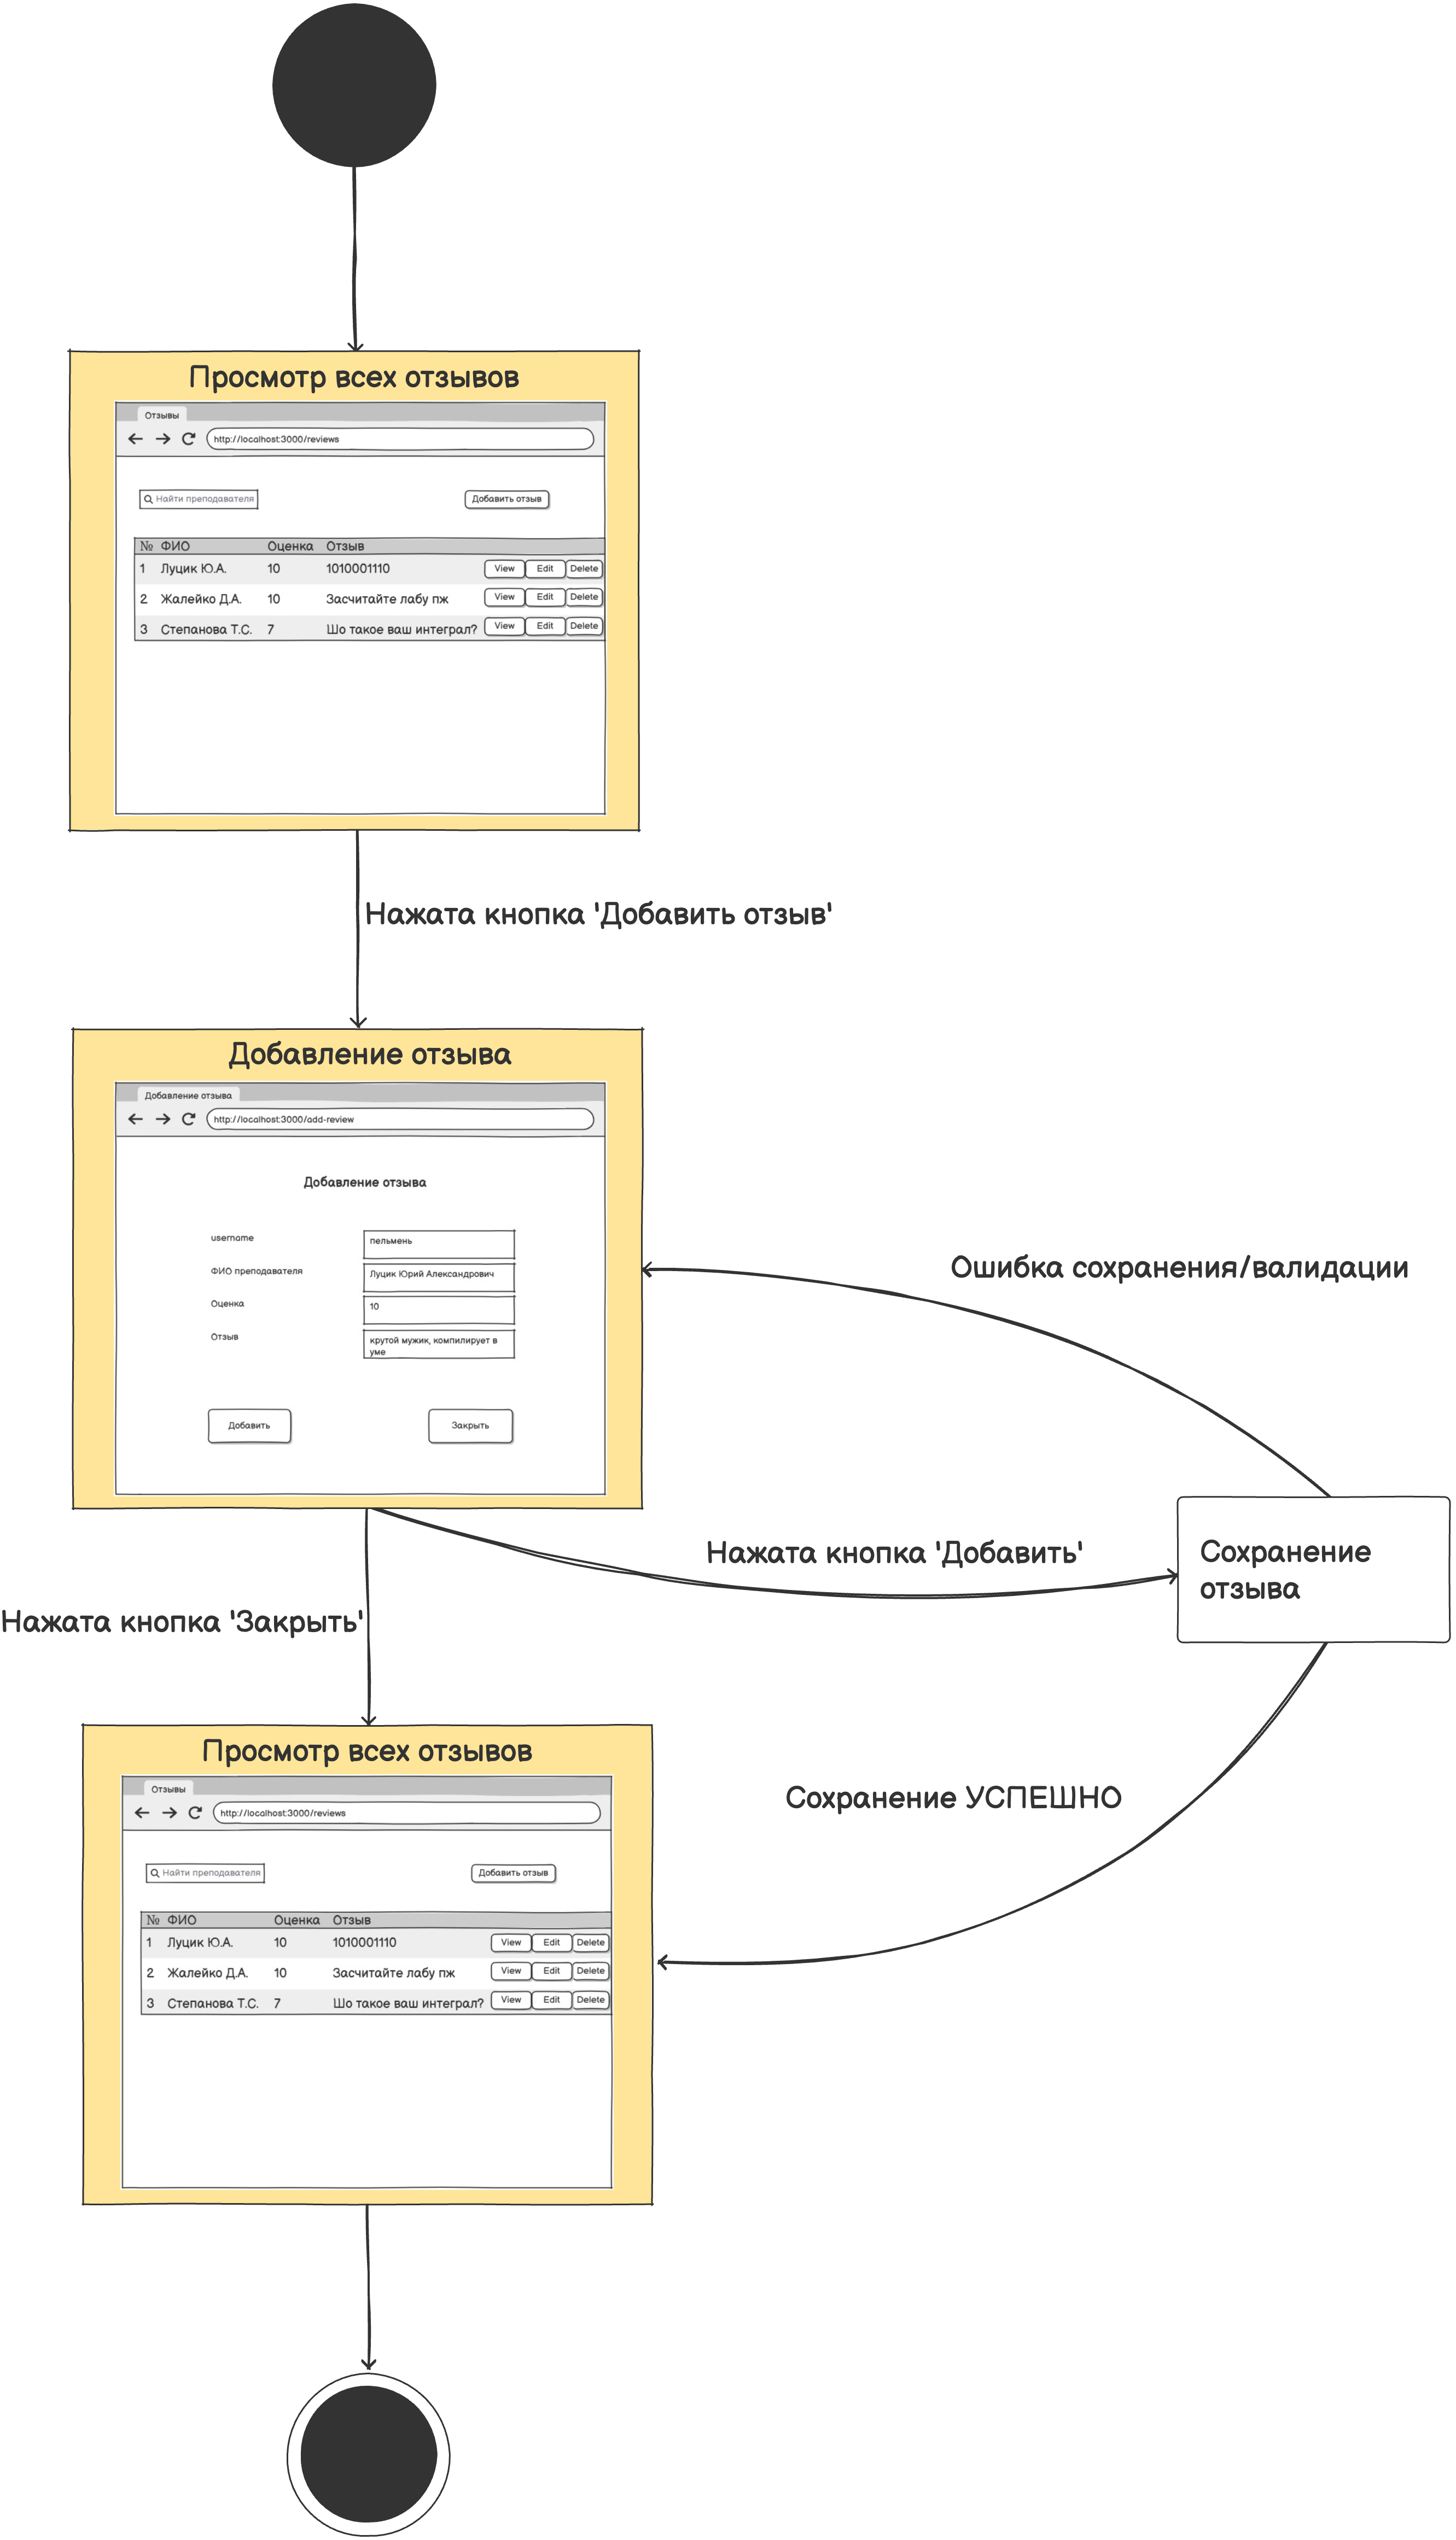 Просмотр всех отзывов
Отзывы
http://localhost:3000/reviews
Найти преподавателя
Добавить отзыв
№ ФИО Оценка Отзыв
1 Луцик Ю.А. 10 1010001110 View Edit Delete
2 Жалейко Д.А. 10 Засчитайте лабу пж View Edit Delete
3 Степанова Т.С. 7 Шо такое ваш интеграл? View Edit Delete
Нажата кнопка 'Добавить отзыв'
Добавление отзыва
Добавление отзыва
http://localhost:3000/add-review
Добавление отзыва
username пельмень
ФИО преподавателя Луцик Юрий Александрович
Оценка 10
Отзыв крутой мужик, компилирует в
уме
Добавить Закрыть
Ошибка сохранения/валидации
Нажата кнопка 'Добавить'
Сохранение
отзыва
Нажата кнопка 'Закрыть'
Сохранение УСПЕШНО
Просмотр всех отзывов
Отзывы
http://localhost:3000/reviews
Найти преподавателя
Добавить отзыв
№ ФИО Оценка Отзыв
1 Луцик Ю.А. 10 1010001110 View Edit Delete
2 Жалейко Д.А. 10 Засчитайте лабу пж View Edit Delete
3 Степанова Т.С. 7 Шо такое ваш интеграл? View Edit Delete